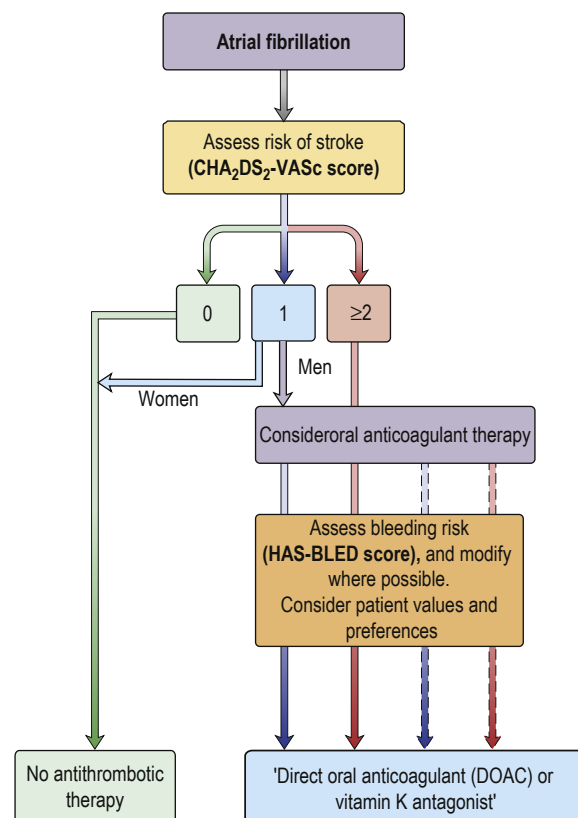 Atrial fibrillation
Assess risk of stroke
(CHA₂DS₂-VASc score)
0
1
≥2
Men
Women
Consideroral anticoagulant therapy
Assess bleeding risk
(HAS-BLED score), and modify
where possible.
Consider patient values and
preferences
No antithrombotic
therapy
'Direct oral anticoagulant (DOAC) or
vitamin K antagonist'